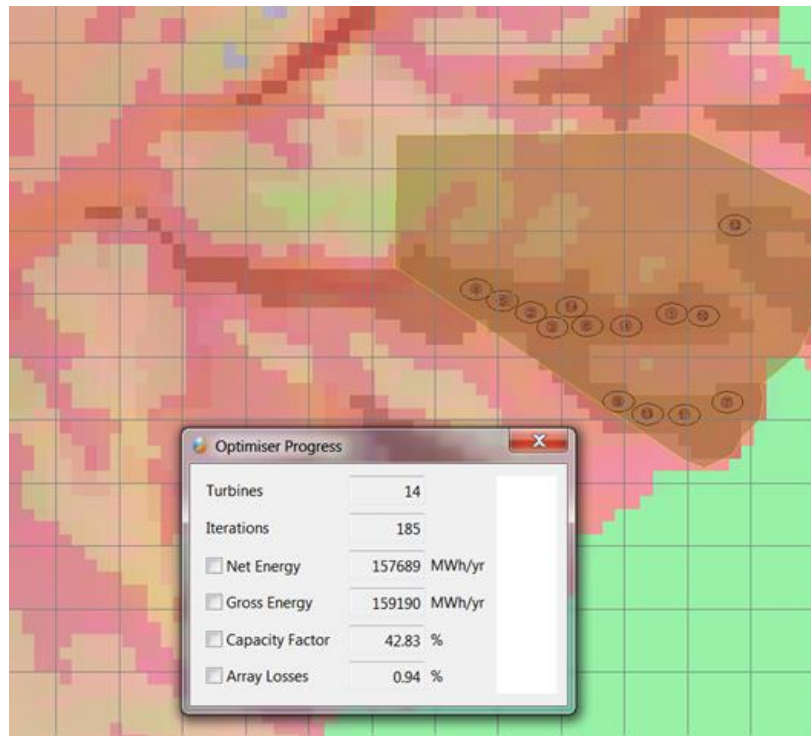 Optimiser Progress
Turbines 14
Iterations 185
Net Energy 157689 MWh/yr
Gross Energy 159190 MWh/yr
Capacity Factor 42.83 %
Array Losses 0.94 %